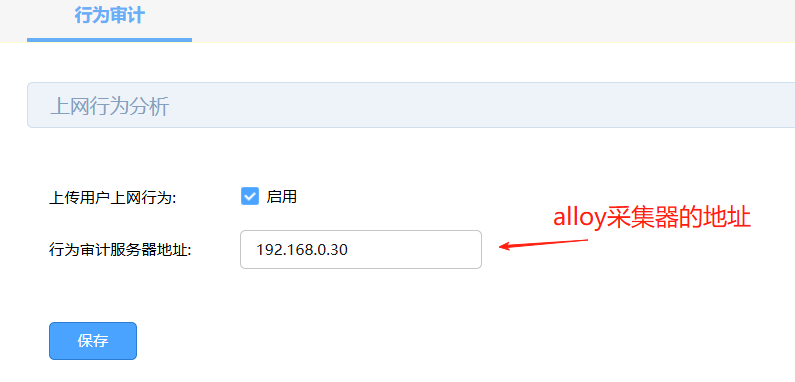 行为审计
上网行为分析
上传用户上网行为: 启用
alloy采集器的地址
行为审计服务器地址: 192.168.0.30
保存